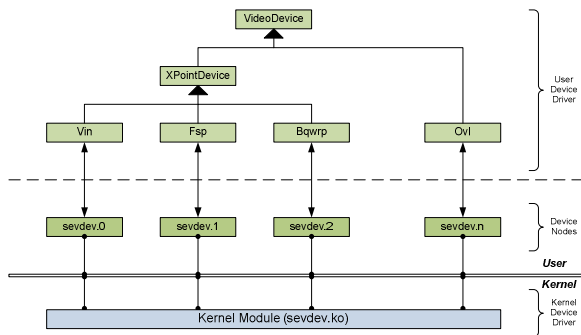 VideoDevice
XPointDevice
User
Device
Driver
Vin
Fsp
Bqwrp
Ovl
sevdev.0
sevdev.1
sevdev.2
sevdev.n
Device
Nodes
User
Kernel
Kernel Module (sevdev.ko)
Kernel
Device
Driver